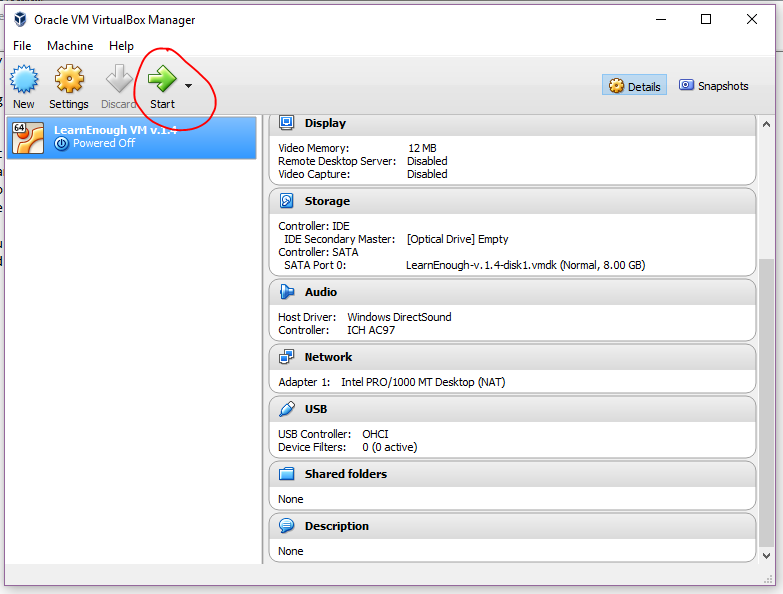 Oracle VM VirtualBox Manager
File Machine Help
New Settings Discard Start Details Snapshots
64 LearnEnough VM v.1.4
Powered Off
Display
Video Memory: 12 MB
Remote Desktop Server: Disabled
Video Capture: Disabled
Storage
Controller: IDE
IDE Secondary Master: [Optical Drive] Empty
Controller: SATA
SATA Port 0: LearnEnough-v.1.4-disk1.vmdk (Normal, 8.00 GB)
Audio
Host Driver: Windows DirectSound
Controller: ICH AC97
Network
Adapter 1: Intel PRO/1000 MT Desktop (NAT)
USB
USB Controller: OHCI
Device Filters: 0 (0 active)
Shared folders
None
Description
None